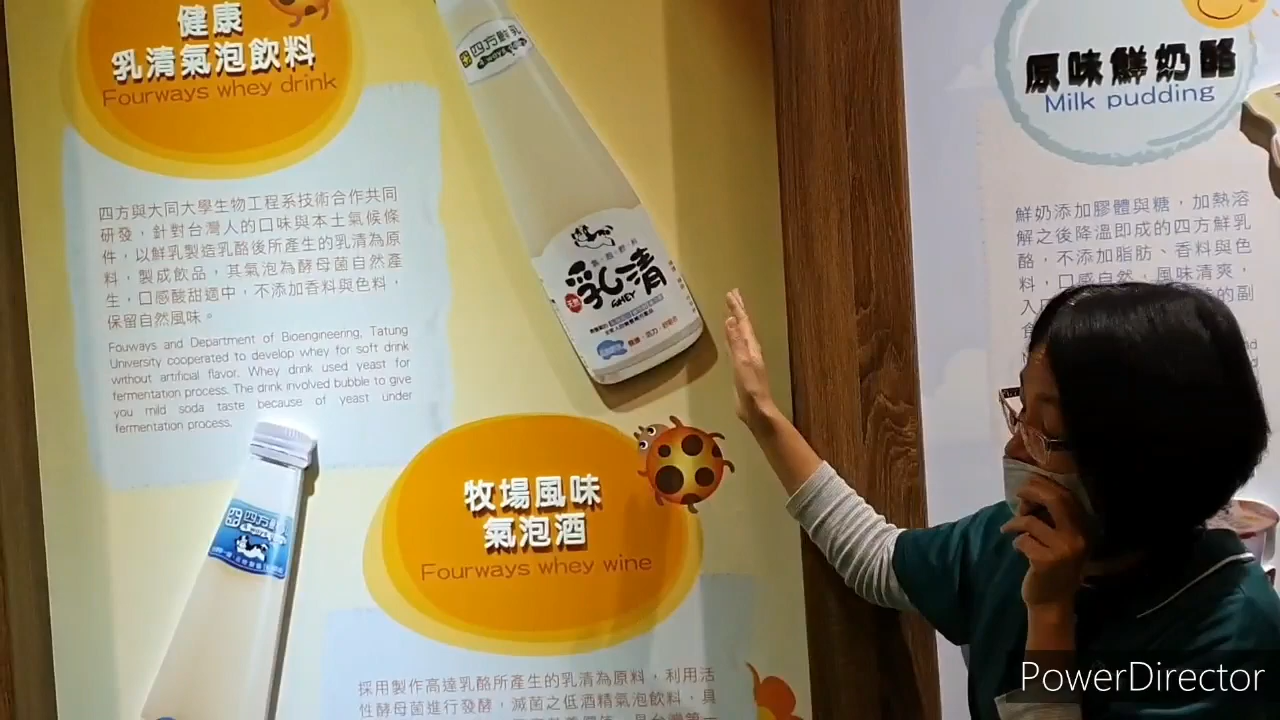 健康
乳清氣泡飲料
Fourways whey drink
四方與大同大學生物工程系技術合作共同
研發，針對台灣人的口味與本土氣候條
件，以鮮乳製造乳酪後所產生的乳清為原
料，製成飲品，其氣泡為酵母菌自然產
生，口感酸甜適中，不添加香料與色料，
保留自然風味。
Fouways and Department of Bioengneering, Tatung
University cooperated to develop whey for soft drink
without artificial flavor. Whey drink used yeast for
fermentation process. The drink involved bubble to give
you mild soda taste because of yeast under
fermentation process.
四方鮮乳
乳清
WHEY
四方鮮乳
牧場風味
氣泡酒
Fourways whey wine
採用製作高達乳酪所產生的乳清為原料，利用活
性酵母菌進行發酵，滅菌之低酒精氣泡飲料，具
原味鮮奶酪
Milk pudding
鮮奶添加膠體與糖，加熱溶
解之後降溫即成的四方鮮乳
酪，不添加脂肪、香料與色
料，口感自然，風味清爽，
入口
的副
食
PowerDirector